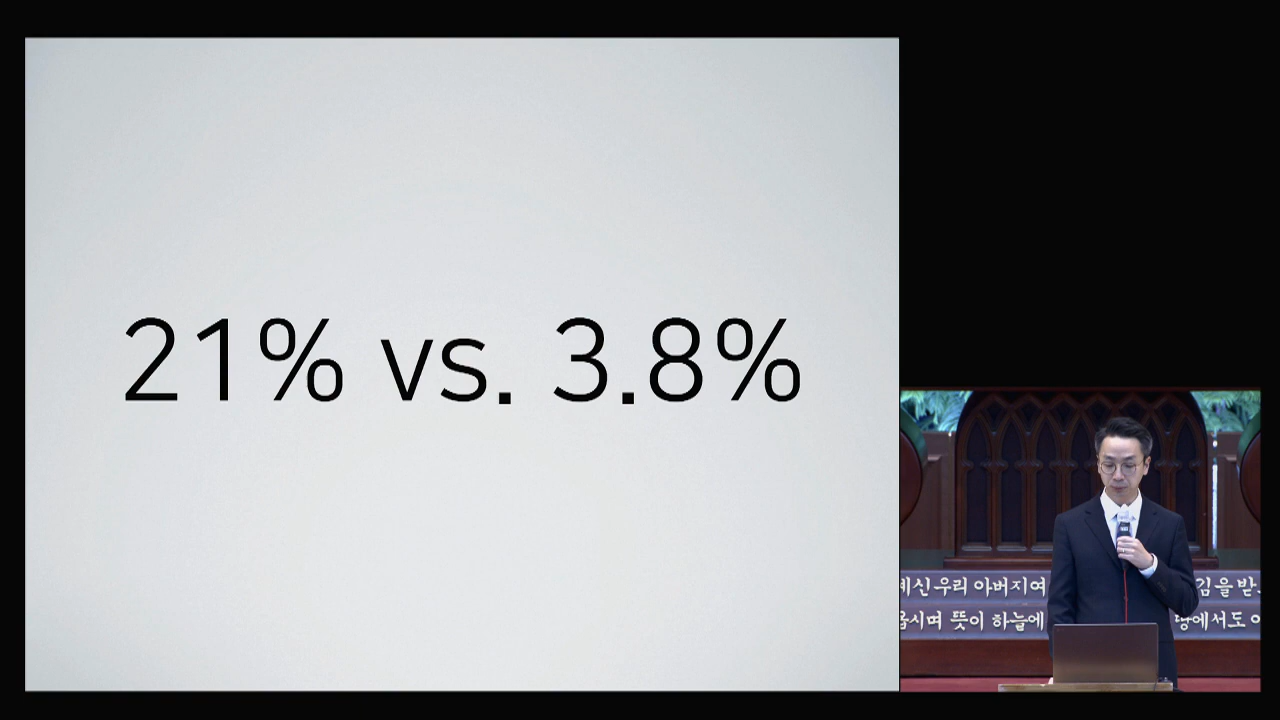 21% vs. 3.8%
계신 우리 아버지여
김을 받
옵시며 뜻이 하늘에
땅에서도